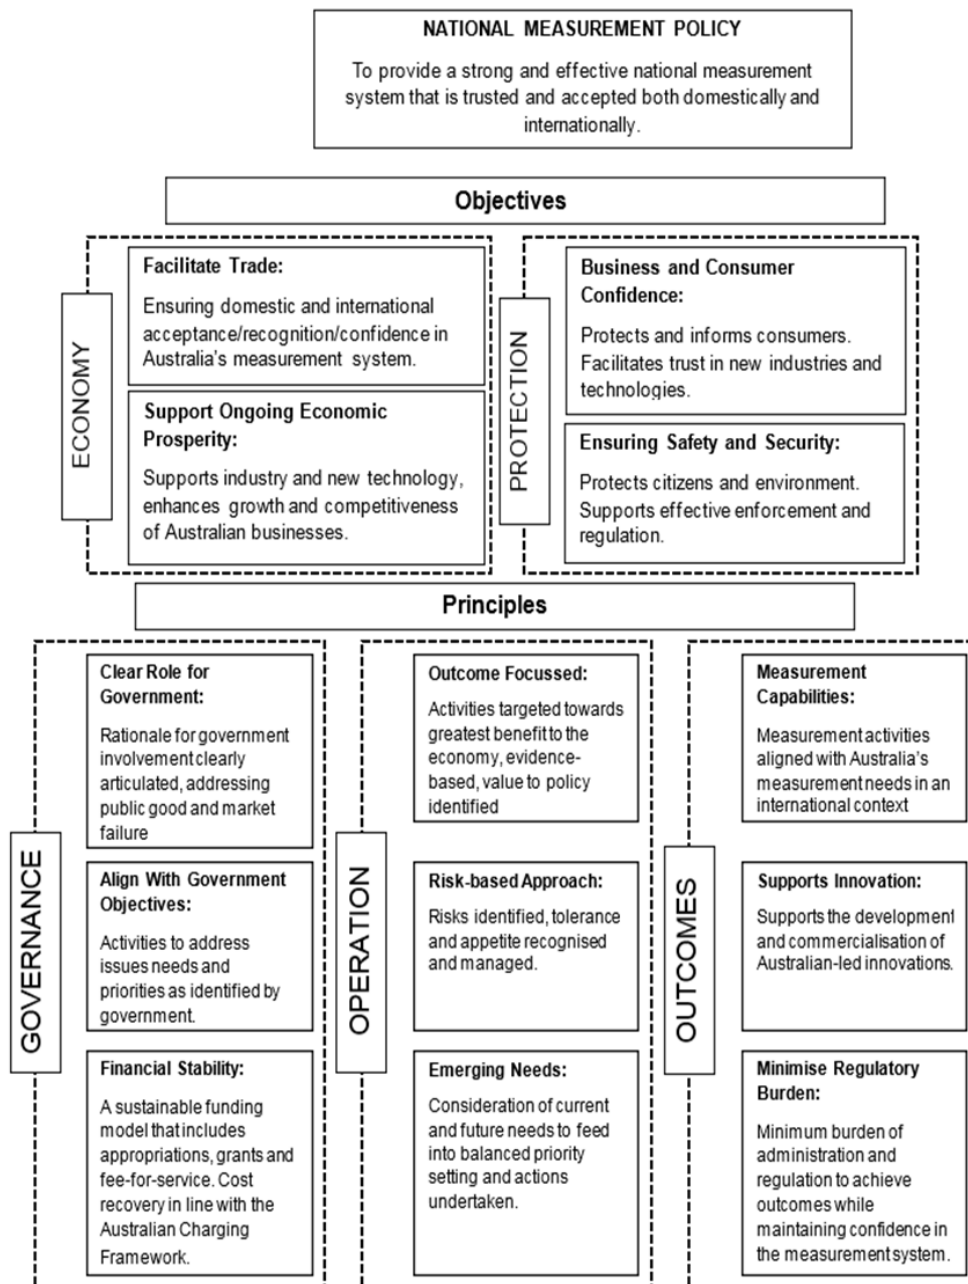 NATIONAL MEASUREMENT POLICY
To provide a strong and effective national measurement
system that is trusted and accepted both domestically and
internationally.
Objectives
ECONOMY
Facilitate Trade:
Ensuring domestic and international
acceptance/recognition/confidence in
Australia's measurement system.
Support Ongoing Economic
Prosperity:
Supports industry and new technology,
enhances growth and competitiveness
of Australian businesses.
PROTECTION
Business and Consumer
Confidence:
Protects and informs consumers.
Facilitates trust in new industries and
technologies.
Ensuring Safety and Security:
Protects citizens and environment.
Supports effective enforcement and
regulation.
Principles
GOVERNANCE
Clear Role for
Government:
Rationale for government
involvement clearly
articulated, addressing
public good and market
failure
Align With Government
Objectives:
Activities to address
issues needs and
priorities as identified by
government.
Financial Stability:
A sustainable funding
model that includes
appropriations, grants and
fee-for-service. Cost
recovery in line with the
Australian Charging
Framework.
OPERATION
Outcome Focussed:
Activities targeted towards
greatest benefit to the
economy, evidence-
based, value to policy
identified
Risk-based Approach:
Risks identified, tolerance
and appetite recognised
and managed.
Emerging Needs:
Consideration of current
and future needs to feed
into balanced priority
setting and actions
undertaken.
OUTCOMES
Measurement
Capabilities:
Measurement activities
aligned with Australia's
measurement needs in an
international context
Supports Innovation:
Supports the development
and commercialisation of
Australian-led innovations.
Minimise Regulatory
Burden:
Minimum burden of
administration and
regulation to achieve
outcomes while
maintaining confidence in
the measurement system.